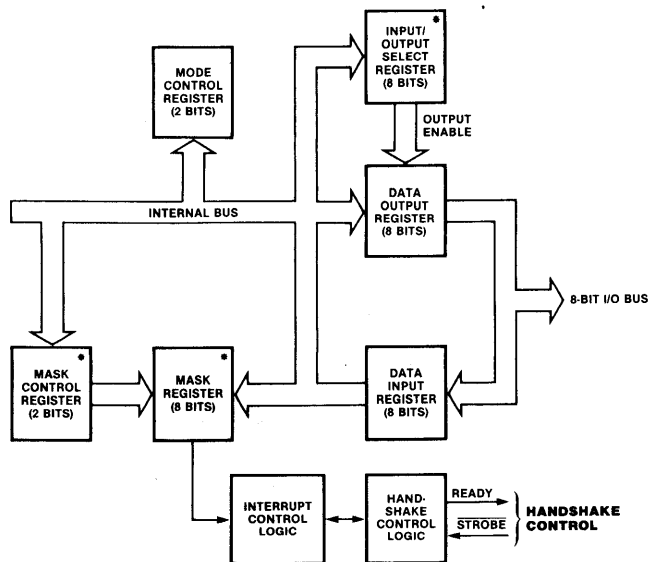 *
INPUT/
OUTPUT
SELECT
REGISTER
(8 BITS)
MODE
CONTROL
REGISTER
(2 BITS)
OUTPUT
ENABLE
DATA
OUTPUT
REGISTER
(8 BITS)
INTERNAL BUS
8-BIT I/O BUS
*
MASK
CONTROL
REGISTER
(2 BITS)
*
MASK
REGISTER
(8 BITS)
DATA
INPUT
REGISTER
(8 BITS)
INTERRUPT
CONTROL
LOGIC
HAND-
SHAKE
CONTROL
LOGIC
READY
STROBE
HANDSHAKE
CONTROL